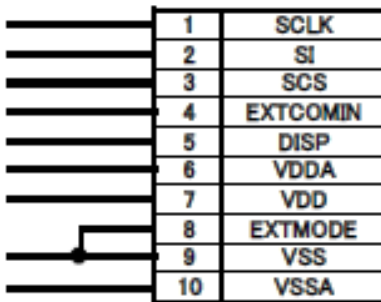 1 SCLK
2 SI
3 SCS
4 EXTCOMIN
5 DISP
6 VDDA
7 VDD
8 EXTMODE
9 VSS
10 VSSA